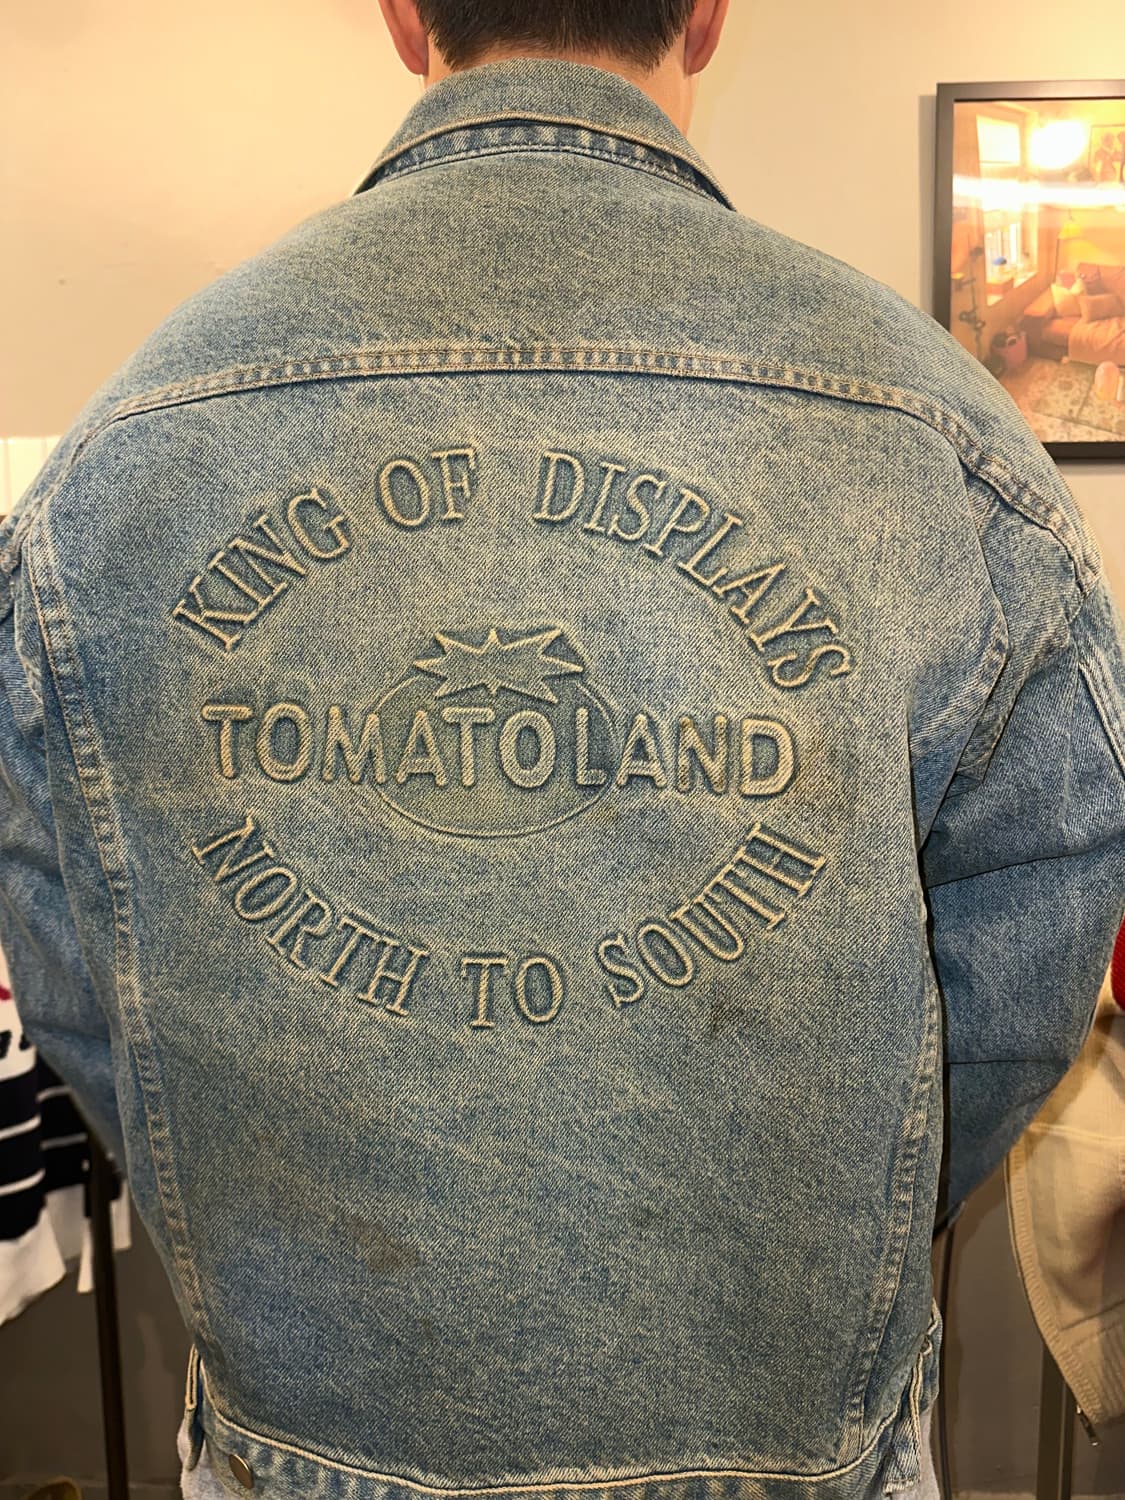 KING OF DISPLAYS
TOMATOLAND
NORTH TO SOUTH